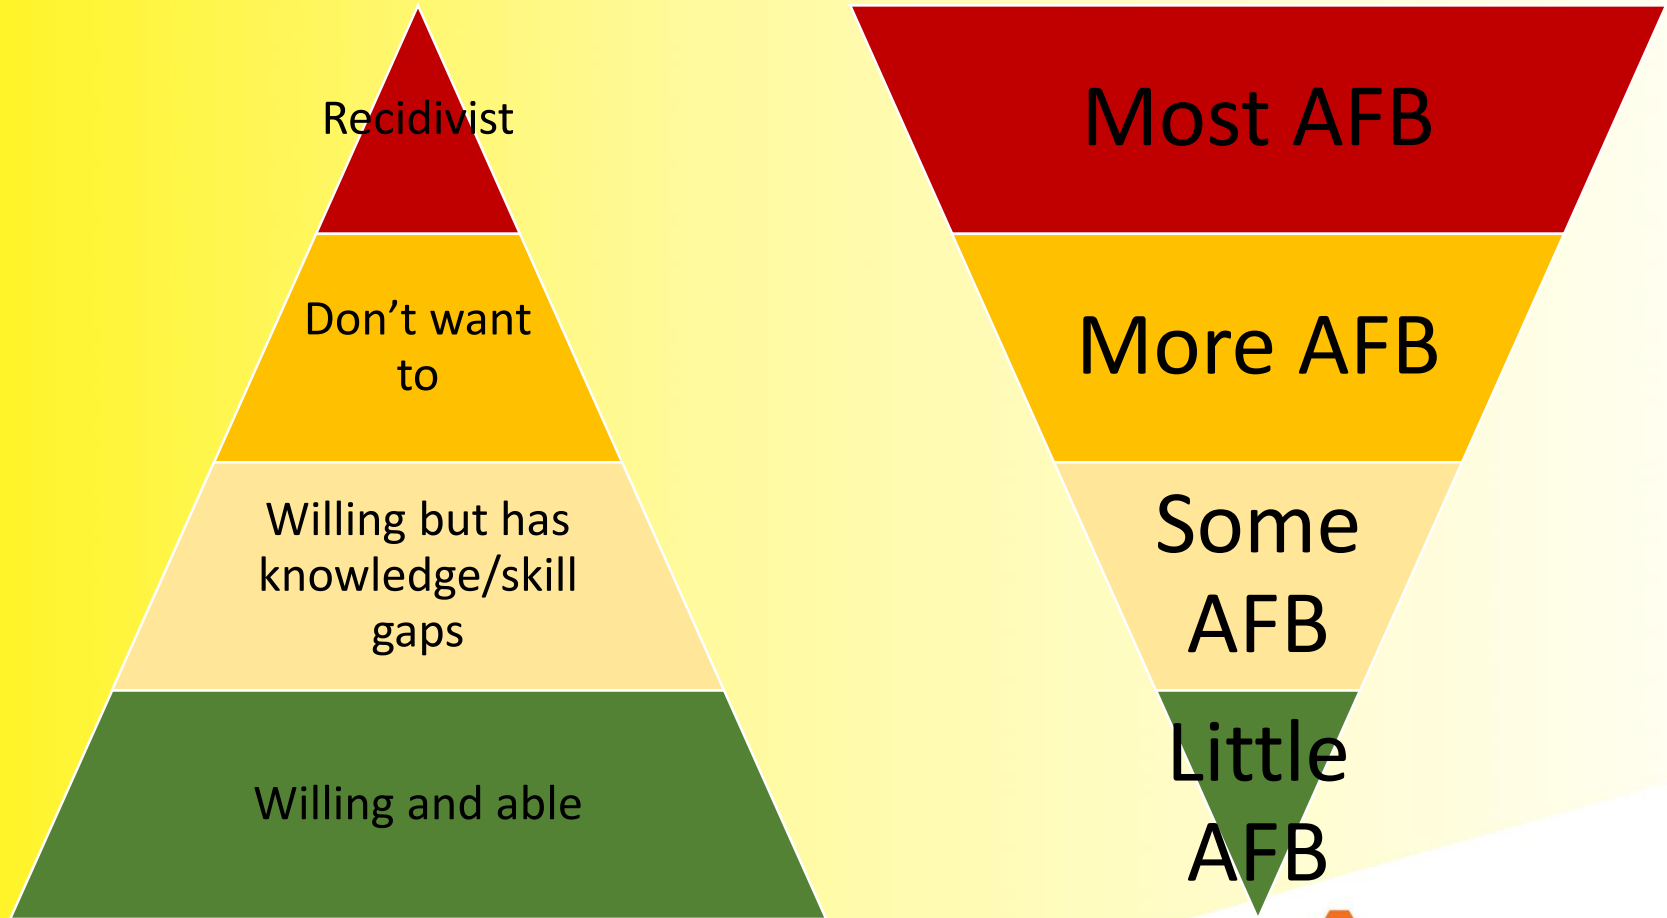 Recidivist
Don’t want
to
Willing but has
knowledge/skill
gaps
Willing and able
Most AFB
More AFB
Some
AFB
Little
AFB